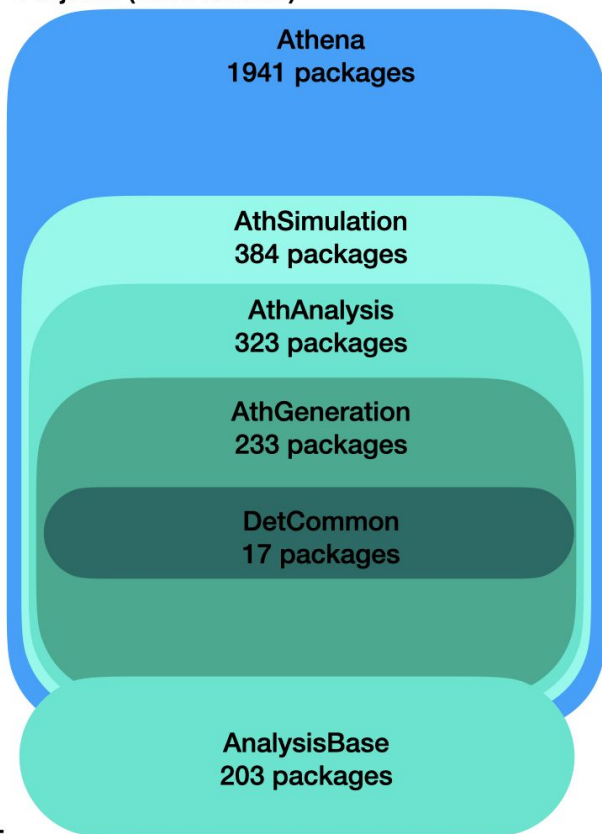 Athena
1941 packages
AthSimulation
384 packages
AthAnalysis
323 packages
AthGeneration
233 packages
DetCommon
17 packages
AnalysisBase
203 packages